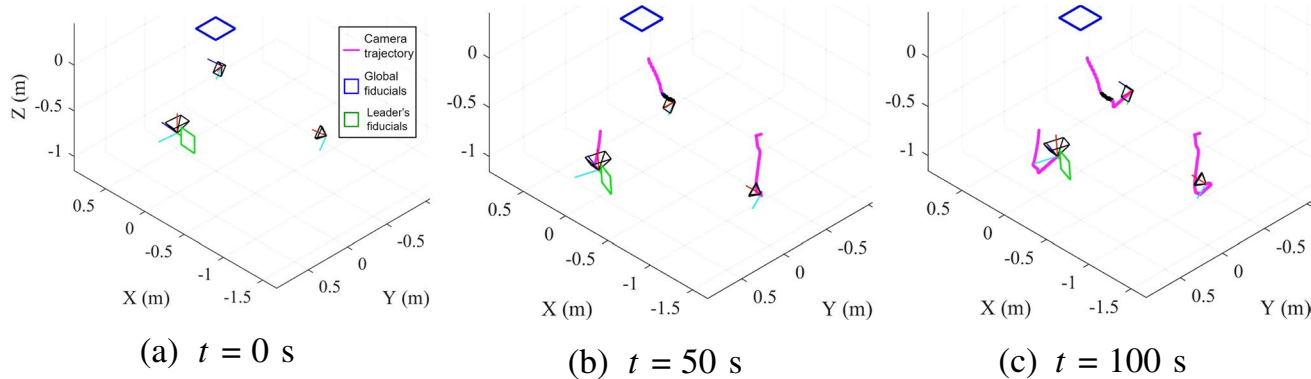 Camera
trajectory
Global
fiducials
Leader's
fiducials
Z (m)
0
-0.5
-1
0.5
0
-0.5
-1
-1.5
X (m)
-0.5
0
0.5
Y (m)
(a) t = 0 s
0
-0.5
-1
0.5
0
-0.5
-1
-1.5
X (m)
-0.5
0
0.5
Y (m)
(b) t = 50 s
0
-0.5
-1
0.5
0
-0.5
-1
-1.5
X (m)
-0.5
0
0.5
Y (m)
(c) t = 100 s